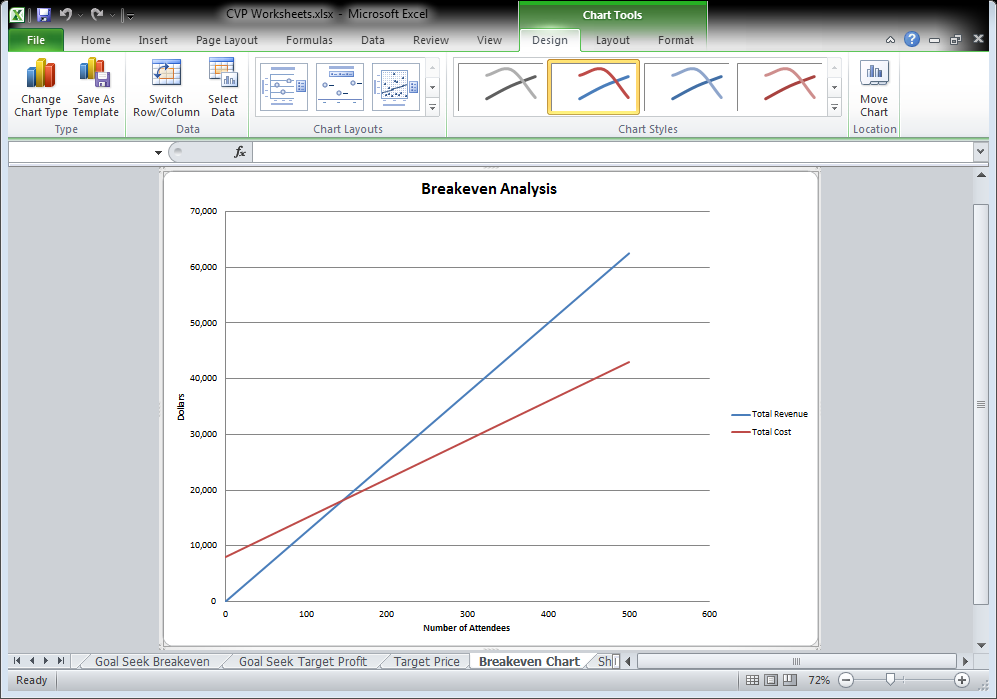 CVP Worksheets.xlsx - Microsoft Excel
Chart Tools
File Home Insert Page Layout Formulas Data Review View Design Layout Format
Change Chart Type
Save As Template
Switch Row/Column
Select Data
Move Chart
Type Data Chart Layouts Chart Styles Location
fx
Breakeven Analysis
70,000
60,000
50,000
40,000
30,000
20,000
10,000
0
Dollars
0 100 200 300 400 500 600
Number of Attendees
Total Revenue
Total Cost
Goal Seek Breakeven Goal Seek Target Profit Target Price Breakeven Chart Sh
Ready 72%